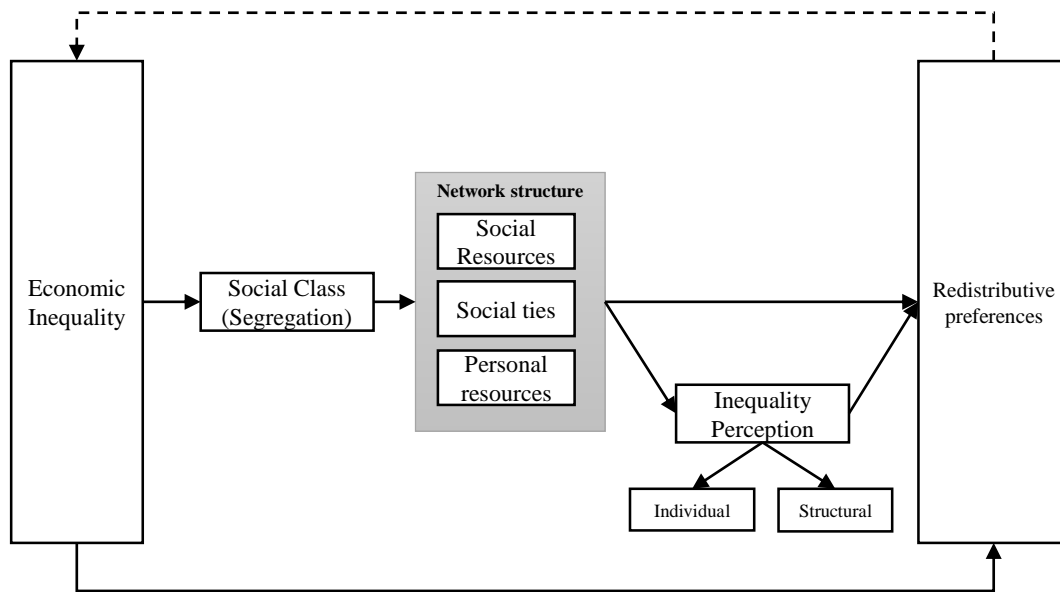 Network structure
Social
Resources
Social ties
Personal
resources
Economic
Inequality
Social Class
(Segregation)
Redistributive
preferences
Inequality
Perception
Individual
Structural